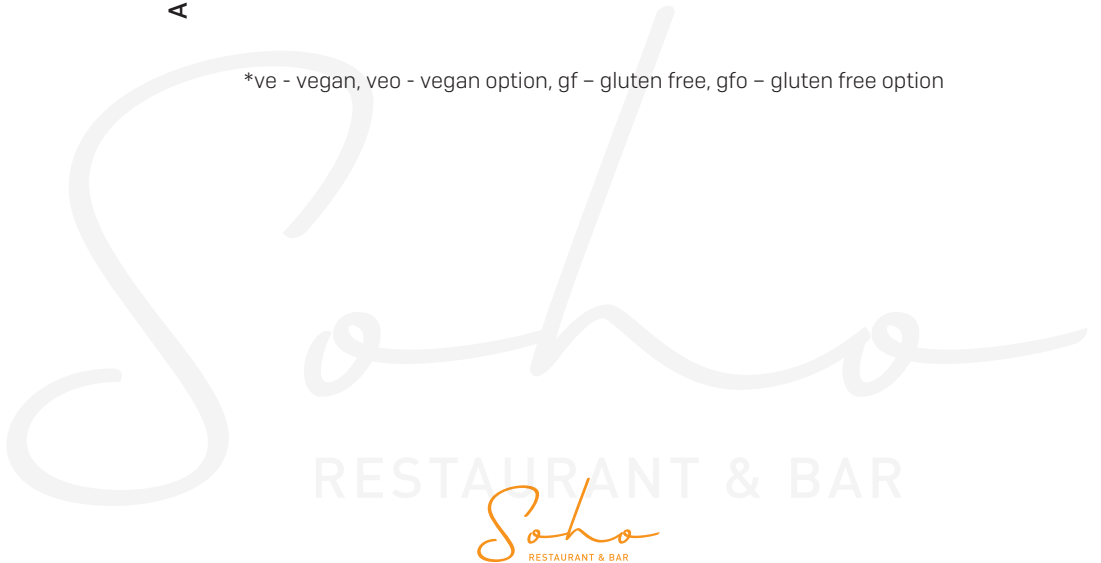 A
*ve - vegan, veo - vegan option, gf – gluten free, gfo – gluten free option
Soho
RESTAURANT & BAR
Soho
RESTAURANT & BAR